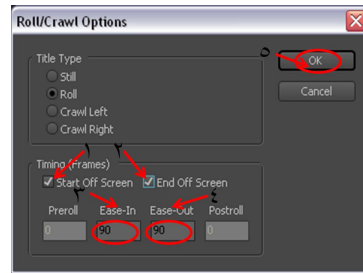 Roll/Crawl Options
Title Type
Still
Roll
Crawl Left
Crawl Right
OK
Cancel
٥
١ ٢
Timing (Frames)
Start Off Screen End Off Screen
٣ ٤
Preroll Ease-In Ease-Out Postroll
0 90 90 0